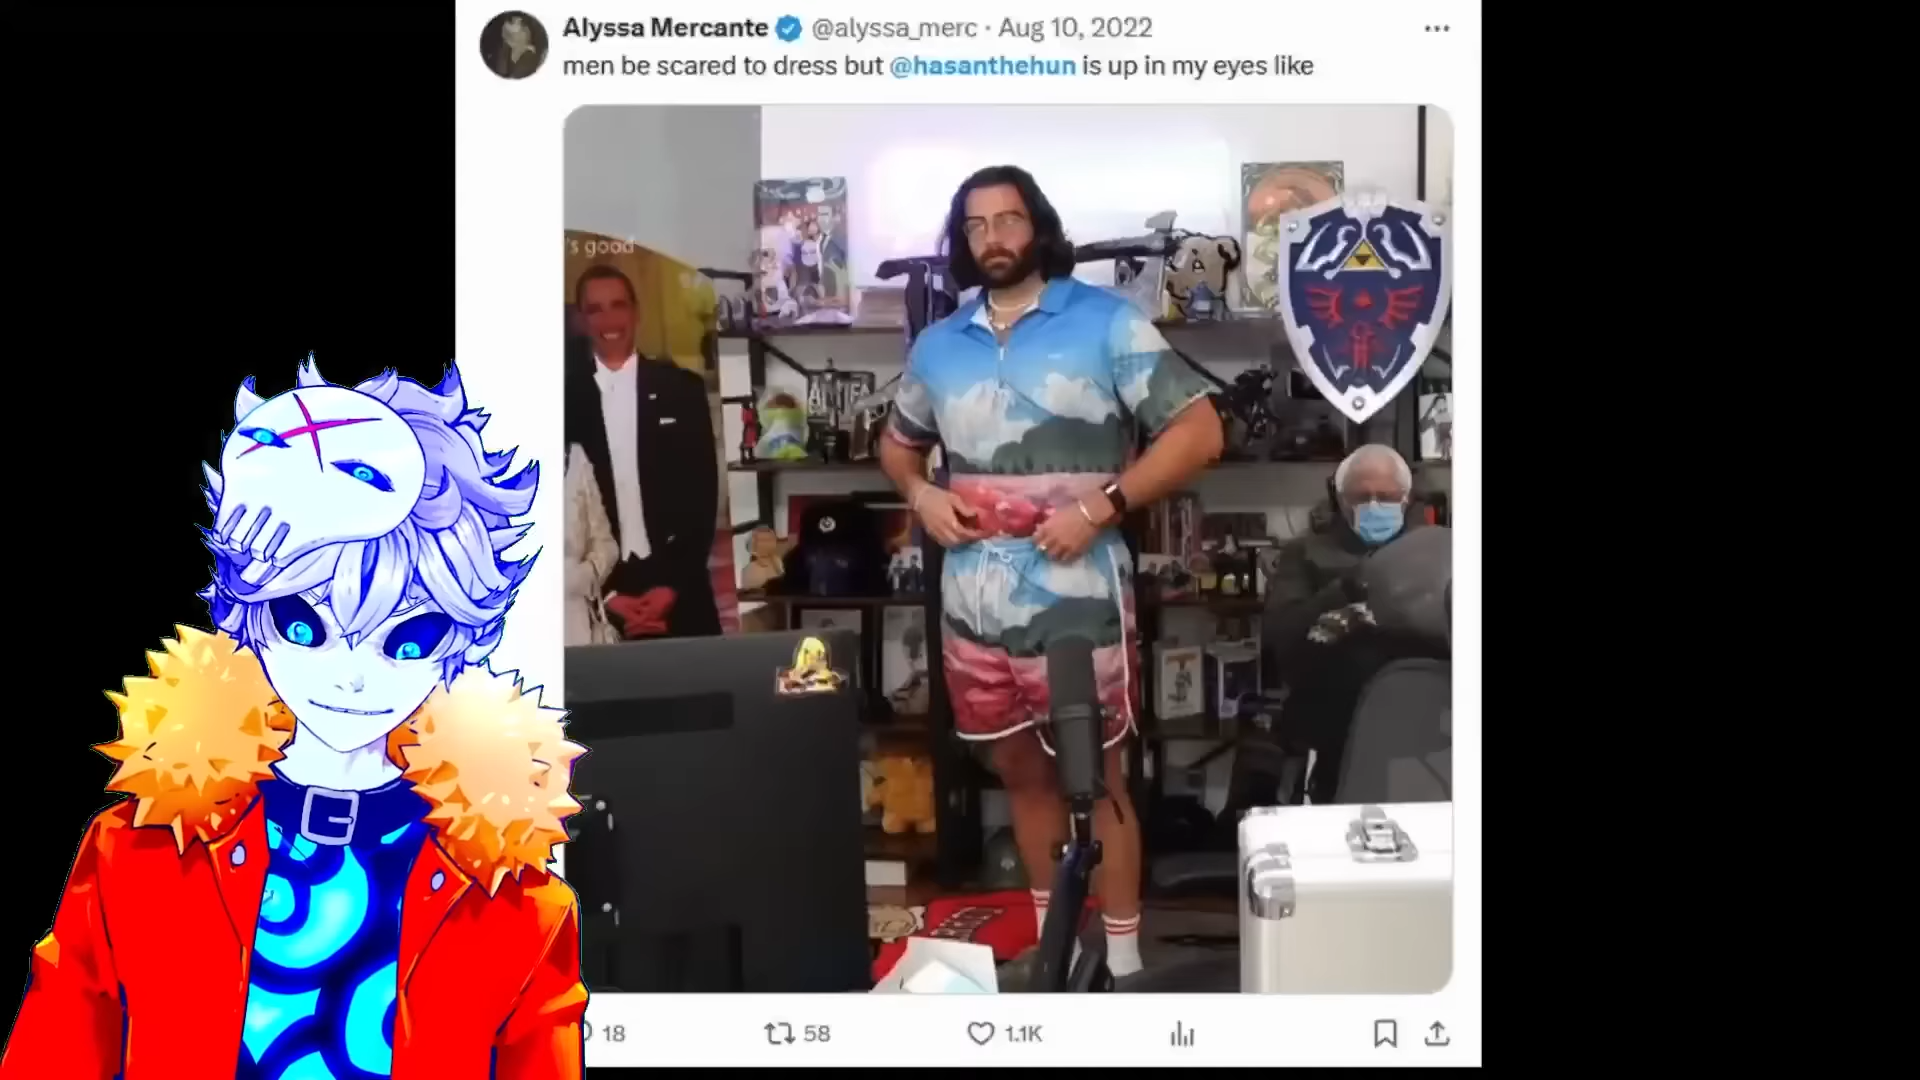 Alyssa Mercante @alyssa_merc · Aug 10, 2022
men be scared to dress but @hasanthehun is up in my eyes like
's good
18 58 1.1K